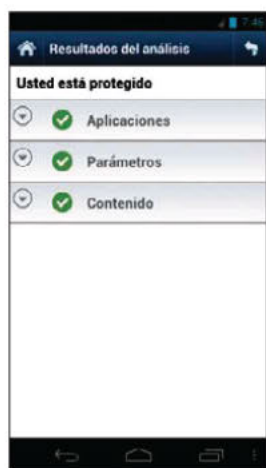 7:46
Resultados del análisis
Usted está protegido
Aplicaciones
Parámetros
Contenido